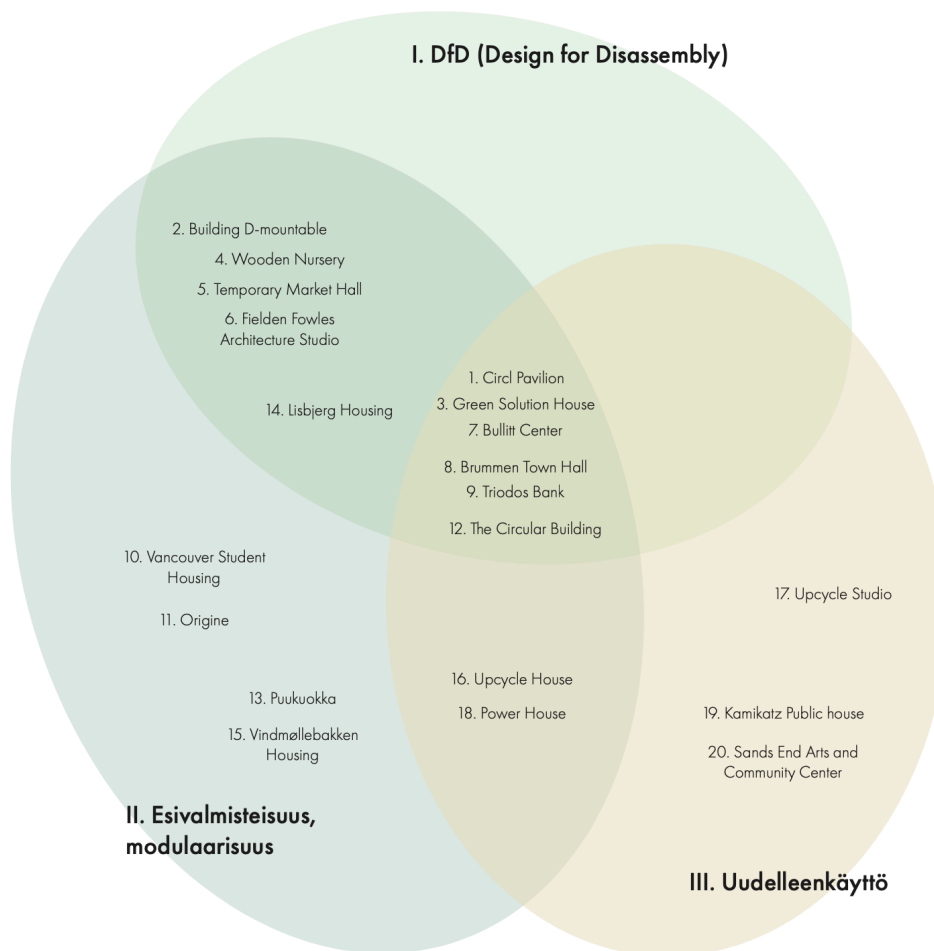 I. DfD (Design for Disassembly)
2. Building D-mountable
4. Wooden Nursery
5. Temporary Market Hall
6. Fielden Fowles
Architecture Studio
14. Lisbjerg Housing
1. Circl Pavilion
3. Green Solution House
7. Bullitt Center
8. Brummen Town Hall
9. Triodos Bank
12. The Circular Building
10. Vancouver Student
Housing
11. Origine
13. Puukuokka
15. Vindmøllebakken
Housing
16. Upcycle House
18. Power House
17. Upcycle Studio
19. Kamikatz Public house
20. Sands End Arts and
Community Center
II. Esivalmisteisuus,
modulaarisuus
III. Uudelleenkäyttö